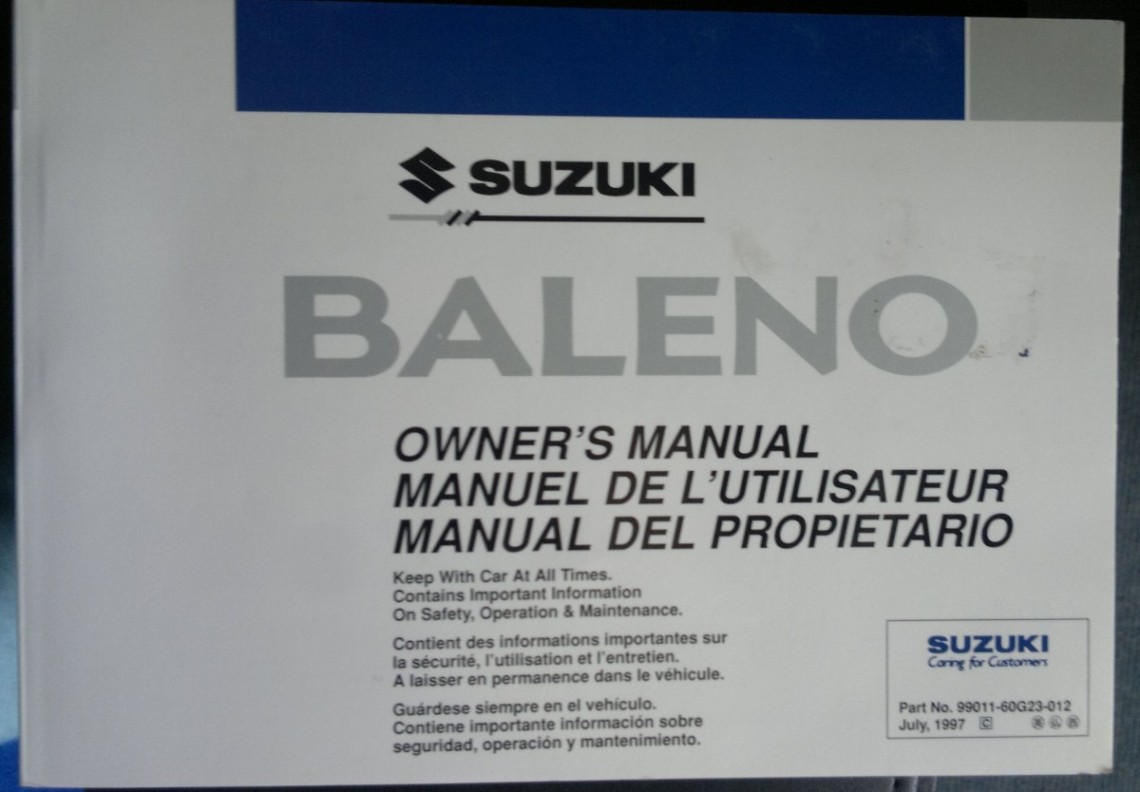 SUZUKI
BALENO
OWNER'S MANUAL
MANUEL DE L'UTILISATEUR
MANUAL DEL PROPIETARIO
Keep With Car At All Times.
Contains Important Information
On Safety, Operation & Maintenance.
Contient des informations importantes sur
la sécurité, l'utilisation et l'entretien.
A laisser en permanence dans le véhicule.
Guárdese siempre en el vehículo.
Contiene importante información sobre
seguridad, operación y mantenimiento.
SUZUKI
Caring for Customers
Part No. 99011-60G23-012
July, 1997 C